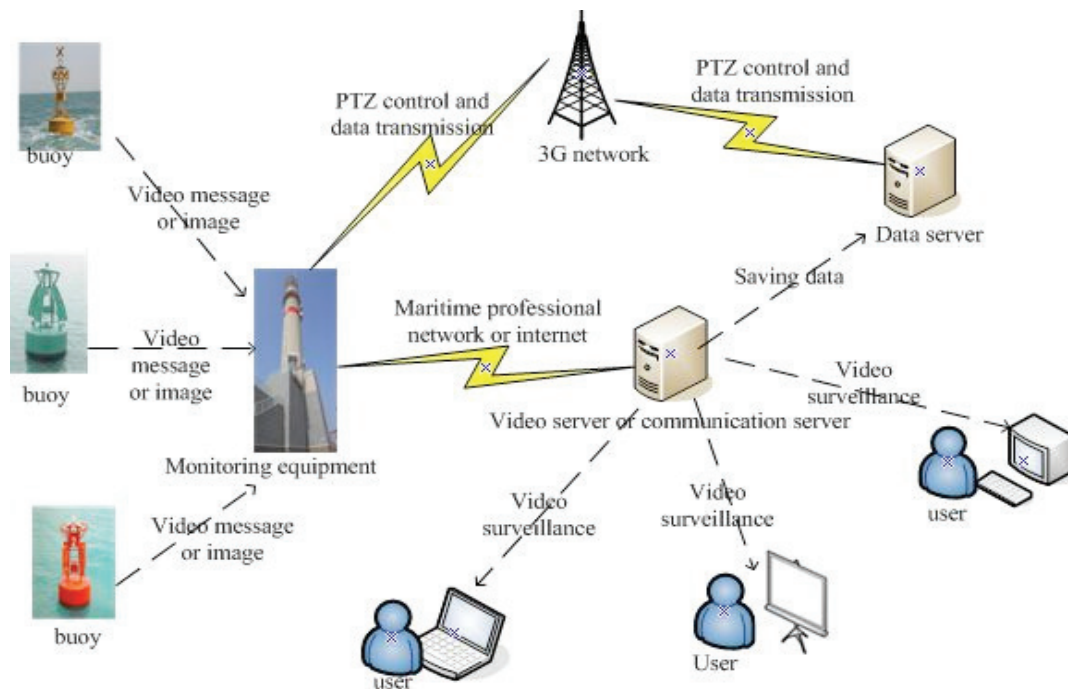 PTZ control and
data transmission
3G network
PTZ control and
data transmission
Data server
buoy
Video message
or image
buoy
Video
message
or image
buoy
Video message
or image
Monitoring equipment
Maritime professional
network or internet
Saving data
Video server or communication server
Video
surveillance
user
Video
surveillance
User
Video
surveillance
user